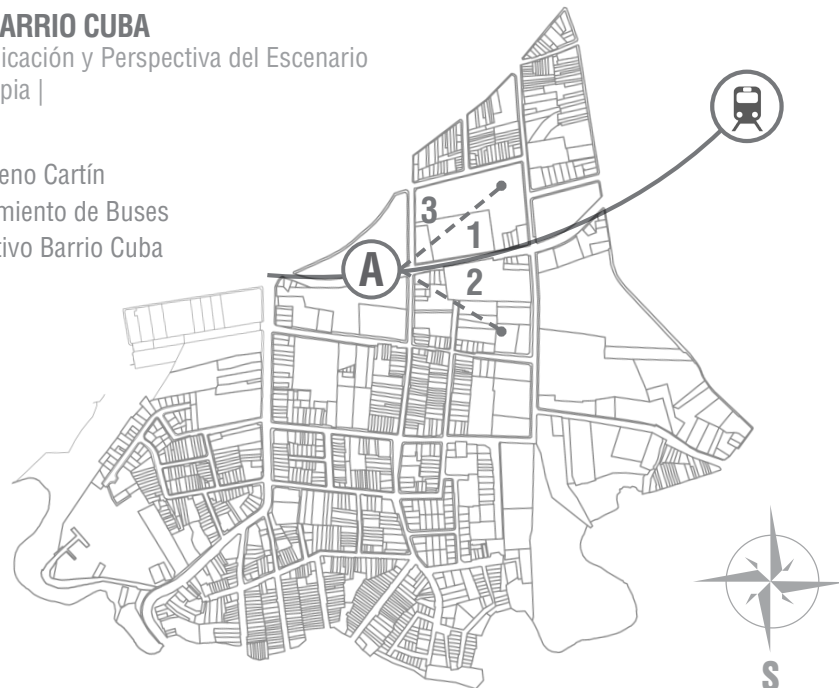 ARRIO CUBA
icación y Perspectiva del Escenario
pia |
eno Cartín
miento de Buses
tivo Barrio Cuba
3
1
A
2
S